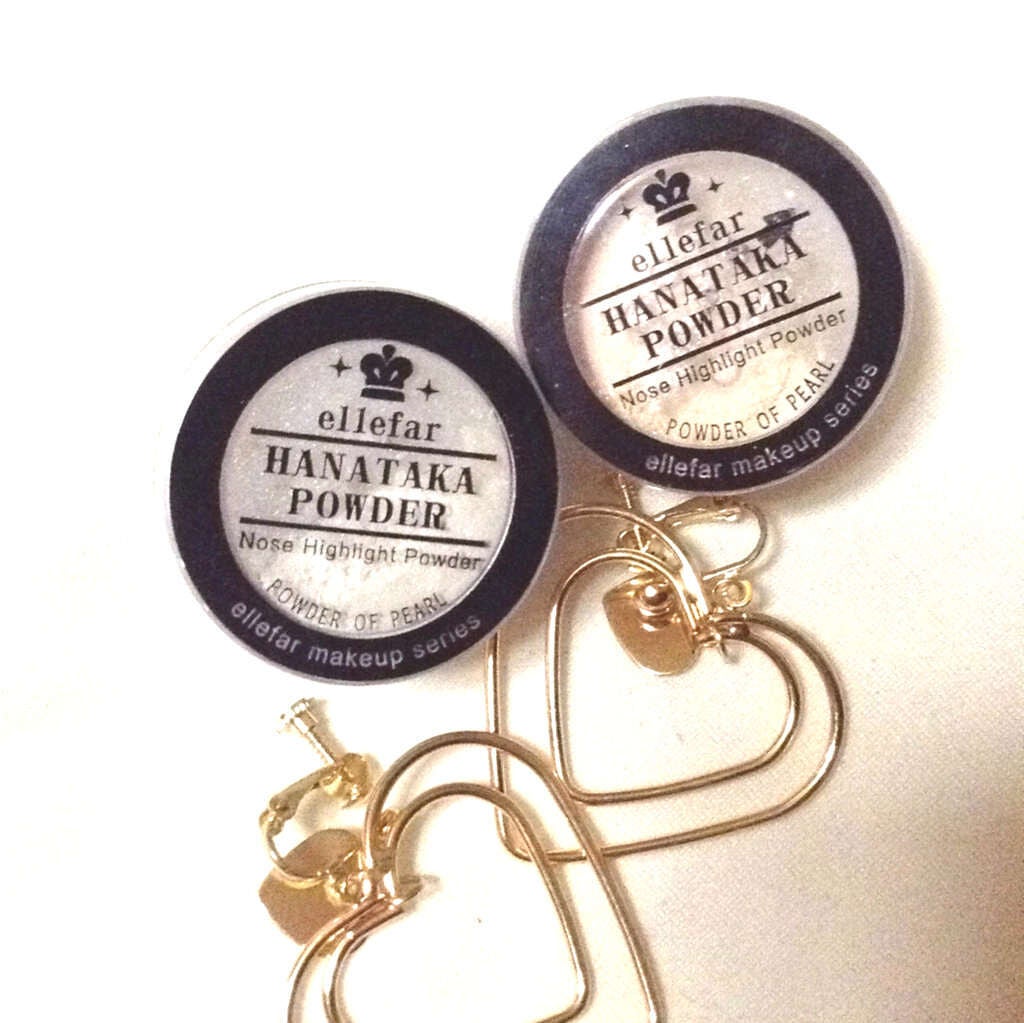 ellefar
HANATAKA
POWDER
Nose Highlight Powder
POWDER OF PEARL
ellefar makeup series
ellefar
HANATAKA
POWDER
Nose Highlight Powder
POWDER OF PEARL
ellefar makeup series